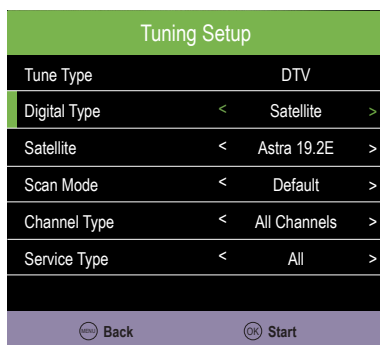 Tuning Setup
Tune Type DTV
Digital Type < Satellite >
Satellite < Astra 19.2E >
Scan Mode < Default >
Channel Type < All Channels >
Service Type < All >
MENU Back OK Start